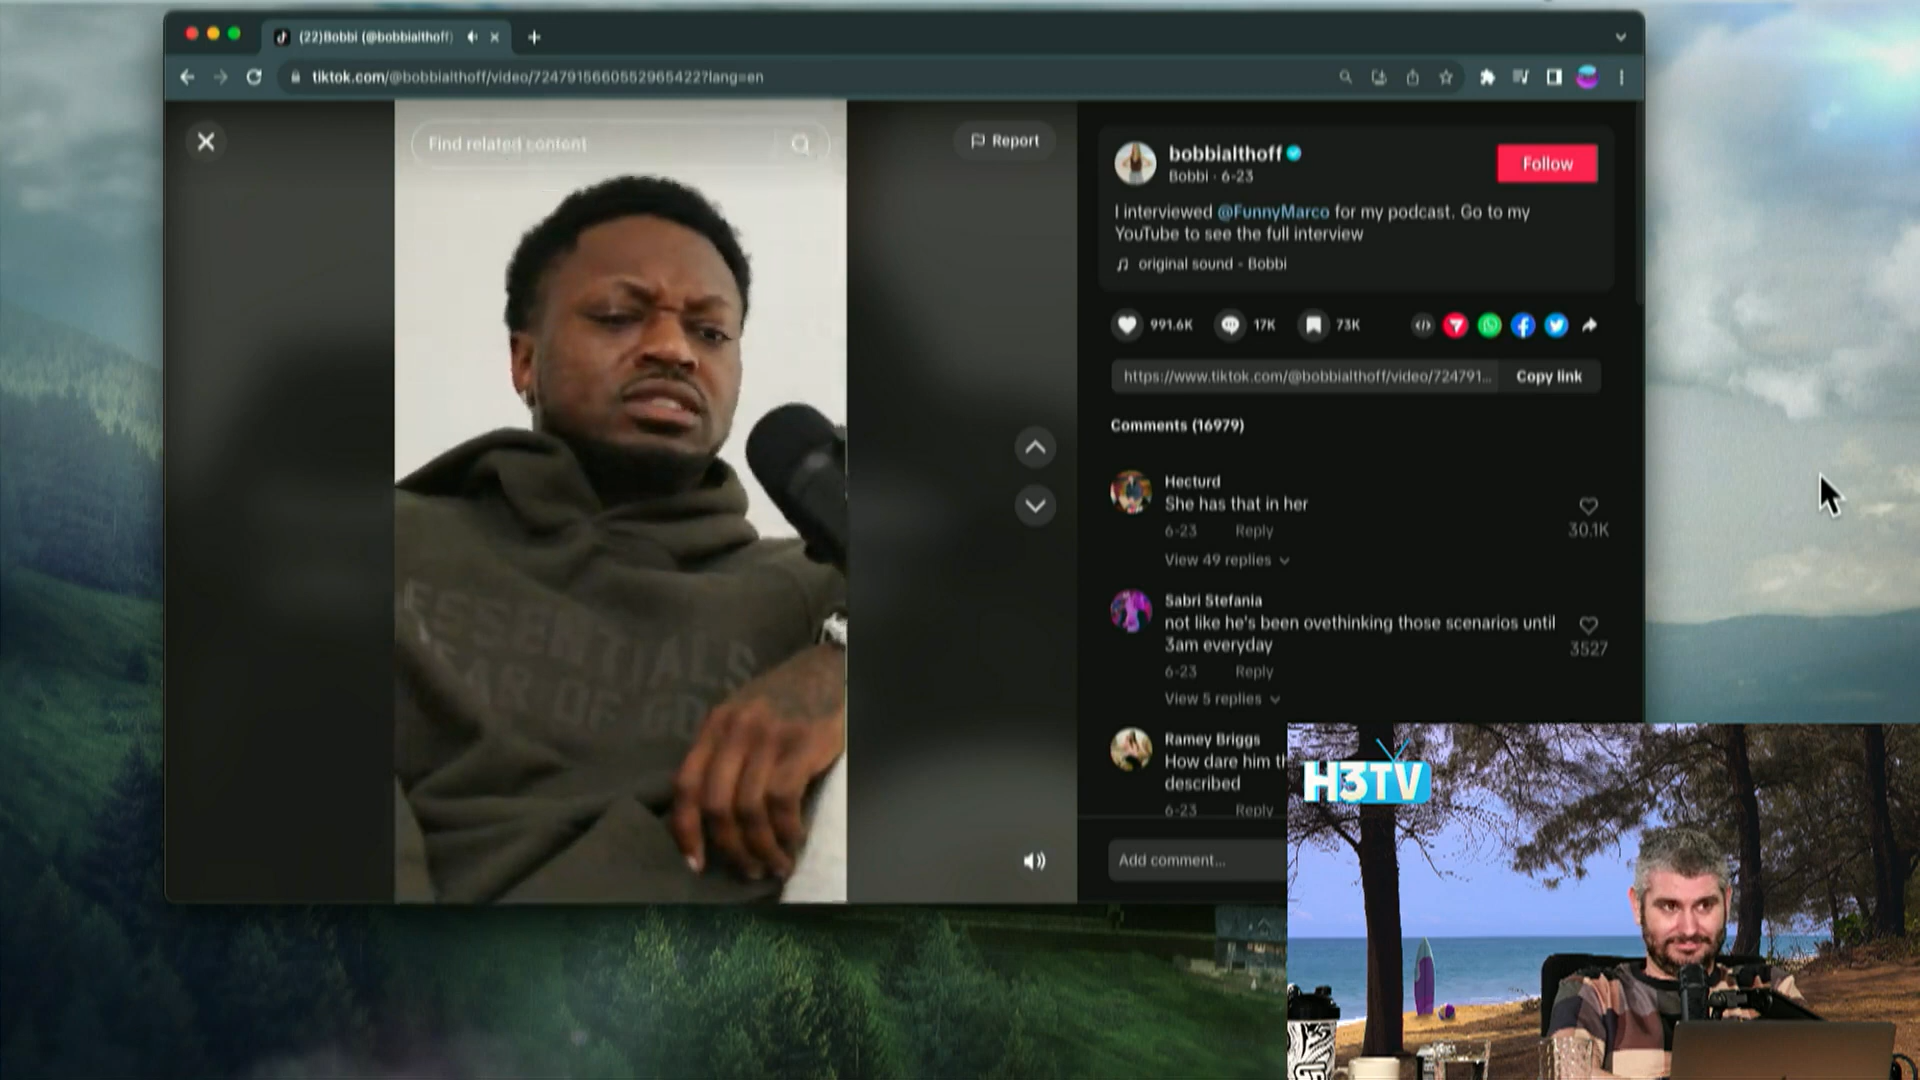 (22)Bobbi (@bobbialthoff)
tiktok.com/@bobbialthoff/video/7247915660552965422?lang=en
Find related content
Report
bobbialthoff
Bobbi · 6-23
Follow
I interviewed @FunnyMarco for my podcast. Go to my
YouTube to see the full interview
original sound - Bobbi
991.6K
17K
73K
https://www.tiktok.com/@bobbialthoff/video/724791...
Copy link
Comments (16979)
Hecturd
She has that in her
6-23 Reply
30.1K
View 49 replies
Sabri Stefania
not like he's been ovethinking those scenarios until
3am everyday
3527
6-23 Reply
View 5 replies
Ramey Briggs
How dare him th
described
6-23 Reply
Add comment...
ESSENTIALS
FEAR OF GO
H3TV